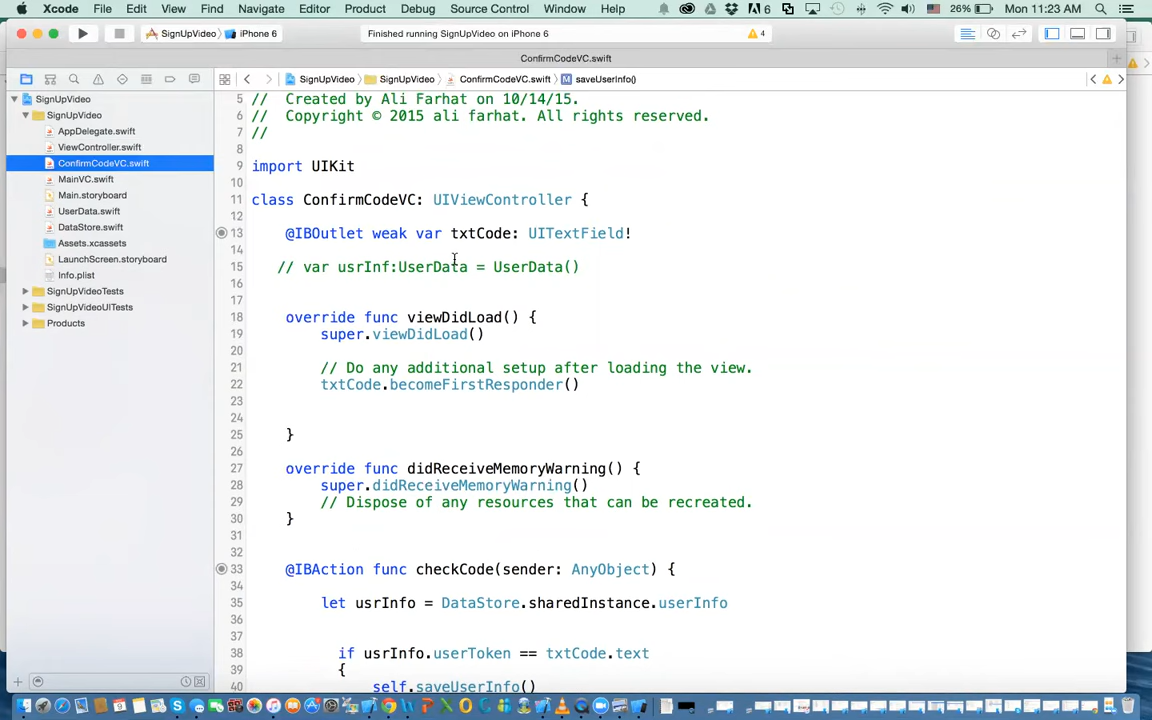 Xcode File Edit View Find Navigate Editor Product Debug Source Control Window Help 6 26% Mon 11:23 AM
SignUpVideo iPhone 6 Finished running SignUpVideo on iPhone 6 4
ConfirmCodeVC.swift
SignUpVideo SignUpVideo ConfirmCodeVC.swift M saveUserInfo()
SignUpVideo
SignUpVideo
AppDelegate.swift
ViewController.swift
ConfirmCodeVC.swift
MainVC.swift
Main.storyboard
UserData.swift
DataStore.swift
Assets.xcassets
LaunchScreen.storyboard
Info.plist
SignUpVideoTests
SignUpVideoUITests
Products
5 // Created by Ali Farhat on 10/14/15.
6 // Copyright © 2015 ali farhat. All rights reserved.
7 //
8
9 import UIKit
10
11 class ConfirmCodeVC: UIViewController {
12
13 @IBOutlet weak var txtCode: UITextField!
14
15 // var usrInf:UserData = UserData()
16
17
18 override func viewDidLoad() {
19 super.viewDidLoad()
20
21 // Do any additional setup after loading the view.
22 txtCode.becomeFirstResponder()
23
24
25 }
26
27 override func didReceiveMemoryWarning() {
28 super.didReceiveMemoryWarning()
29 // Dispose of any resources that can be recreated.
30 }
31
32
33 @IBAction func checkCode(sender: AnyObject) {
34
35 let usrInfo = DataStore.sharedInstance.userInfo
36
37
38 if usrInfo.userToken == txtCode.text
39 {
40 self.saveUserInfo()